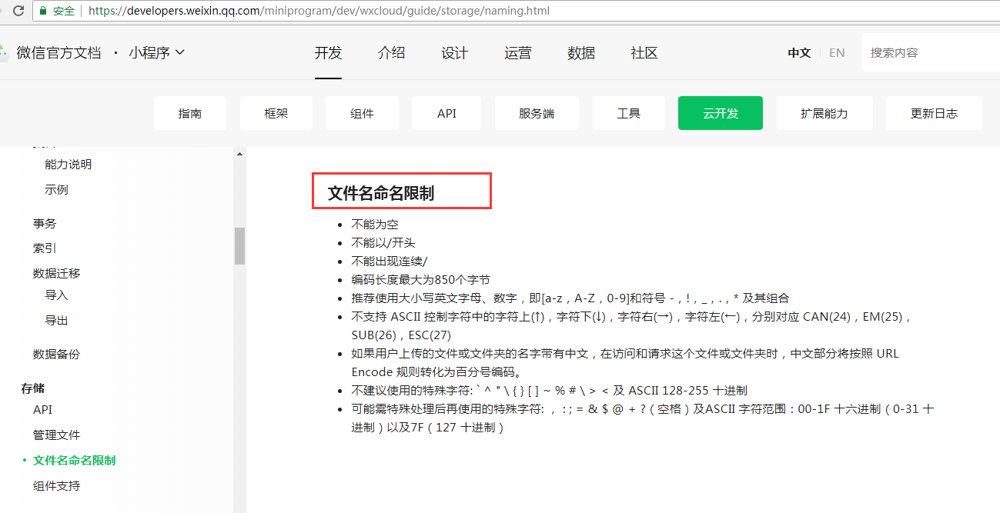 安全 https://developers.weixin.qq.com/miniprogram/dev/wxcloud/guide/storage/naming.html
微信官方文档 · 小程序 开发 介绍 设计 运营 数据 社区 中文 EN 搜索内容
指南 框架 组件 API 服务端 工具 云开发 扩展能力 更新日志
能力说明
示例
事务
索引
数据迁移
导入
导出
数据备份
存储
API
管理文件
文件名命名限制
组件支持
文件名命名限制
不能为空
不能以/开头
不能出现连续/
编码长度最大为850个字节
推荐使用大小写英文字母、数字，即[a-z，A-Z，0-9]和符号 -，!，_，.，* 及其组合
不支持 ASCII 控制字符中的字符上(↑)，字符下(↓)，字符右(→)，字符左(←)，分别对应 CAN(24)，EM(25)，
SUB(26)，ESC(27)
如果用户上传的文件或文件夹的名字带有中文，在访问和请求这个文件或文件夹时，中文部分将按照 URL
Encode 规则转化为百分号编码。
不建议使用的特殊字符: ` ^ " \ { } [ ] ~ % # \ > < 及 ASCII 128-255 十进制
可能需特殊处理后再使用的特殊字符: ， : ; = & $ @ + ?（空格）及ASCII 字符范围：00-1F 十六进制（0-31 十
进制）以及7F（127 十进制）